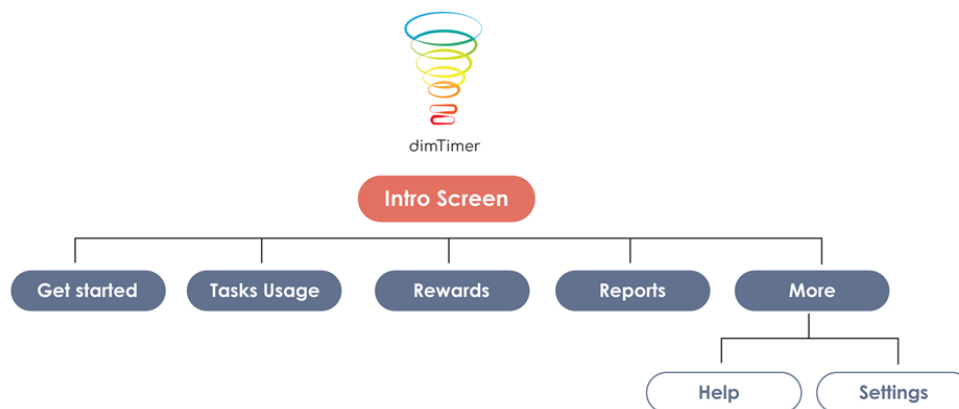 dimTimer
Intro Screen
Get started
Tasks Usage
Rewards
Reports
More
Help
Settings